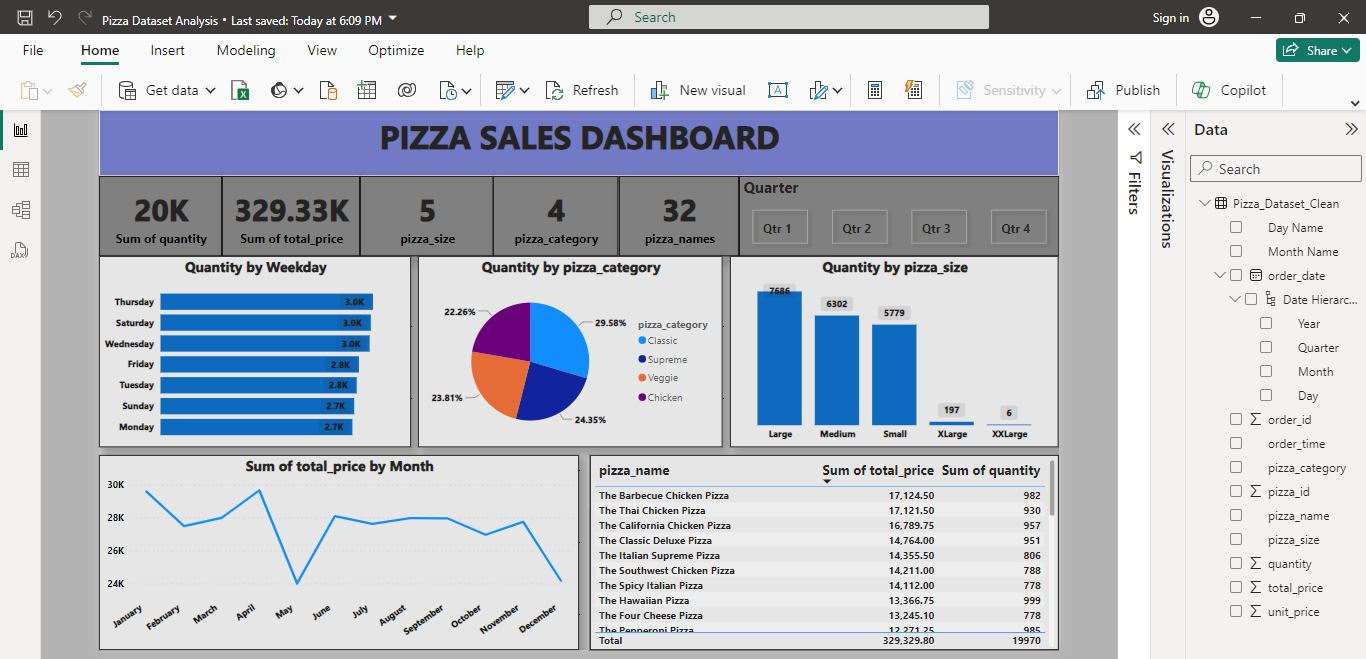 Pizza Dataset Analysis • Last saved: Today at 6:09 PM
Search
Sign in
File Home Insert Modeling View Optimize Help
Share
Get data
Refresh
New visual
Sensitivity
Publish
Copilot
PIZZA SALES DASHBOARD
20K
Sum of quantity
329.33K
Sum of total_price
5
pizza_size
4
pizza_category
32
pizza_names
Quarter
Qtr 1 Qtr 2 Qtr 3 Qtr 4
Quantity by Weekday
Thursday 3.0K
Saturday 3.0K
Wednesday 3.0K
Friday 2.8K
Tuesday 2.8K
Sunday 2.7K
Monday 2.7K
Quantity by pizza_category
22.26%
29.58%
23.81%
24.35%
pizza_category
Classic
Supreme
Veggie
Chicken
Quantity by pizza_size
7686
6302
5779
197
6
Large Medium Small XLarge XXLarge
Sum of total_price by Month
30K
28K
26K
24K
January February March April May June July August September October November December
pizza_name Sum of total_price Sum of quantity
The Barbecue Chicken Pizza 17,124.50 982
The Thai Chicken Pizza 17,121.50 930
The California Chicken Pizza 16,789.75 957
The Classic Deluxe Pizza 14,764.00 951
The Italian Supreme Pizza 14,355.50 806
The Southwest Chicken Pizza 14,211.00 788
The Spicy Italian Pizza 14,112.00 778
The Hawaiian Pizza 13,366.75 999
The Four Cheese Pizza 13,245.10 778
The Pepperoni Pizza 12,271.25 985
Total 329,329.80 19970
Filters
Visualizations
Data
Search
Pizza_Dataset_Clean
Day Name
Month Name
order_date
Date Hierarc...
Year
Quarter
Month
Day
order_id
order_time
pizza_category
pizza_id
pizza_name
pizza_size
quantity
total_price
unit_price
DAX